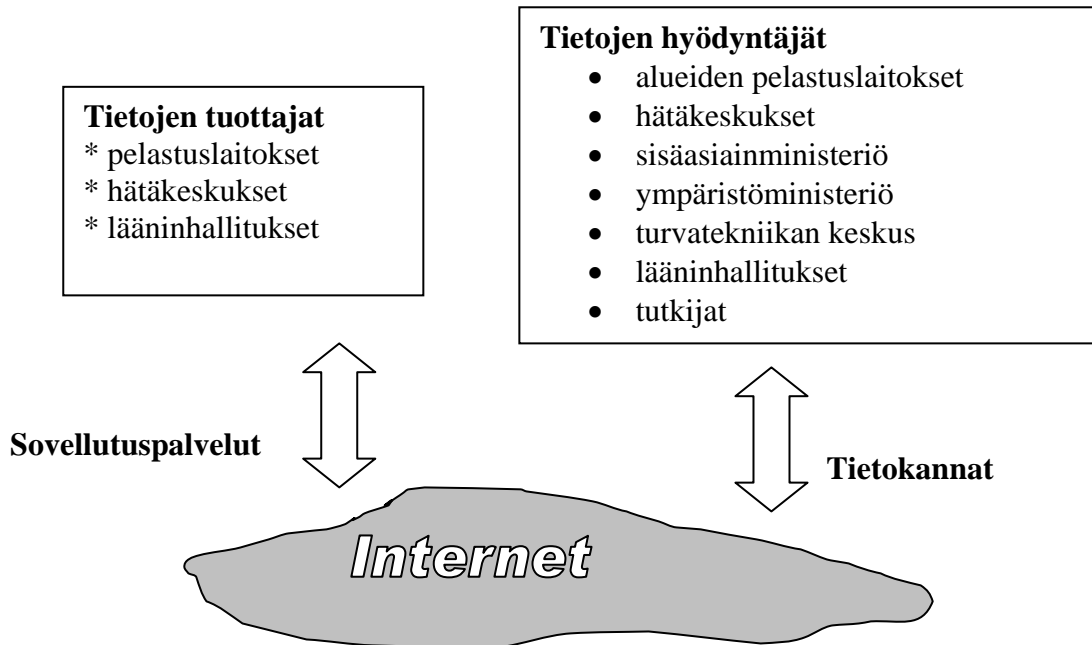 Tietojen tuottajat
* pelastuslaitokset
* hätäkeskukset
* lääninhallitukset
Tietojen hyödyntäjät
• alueiden pelastuslaitokset
• hätäkeskukset
• sisäasiainministeriö
• ympäristöministeriö
• turvatekniikan keskus
• lääninhallitukset
• tutkijat
Sovellutuspalvelut
Tietokannat
Internet